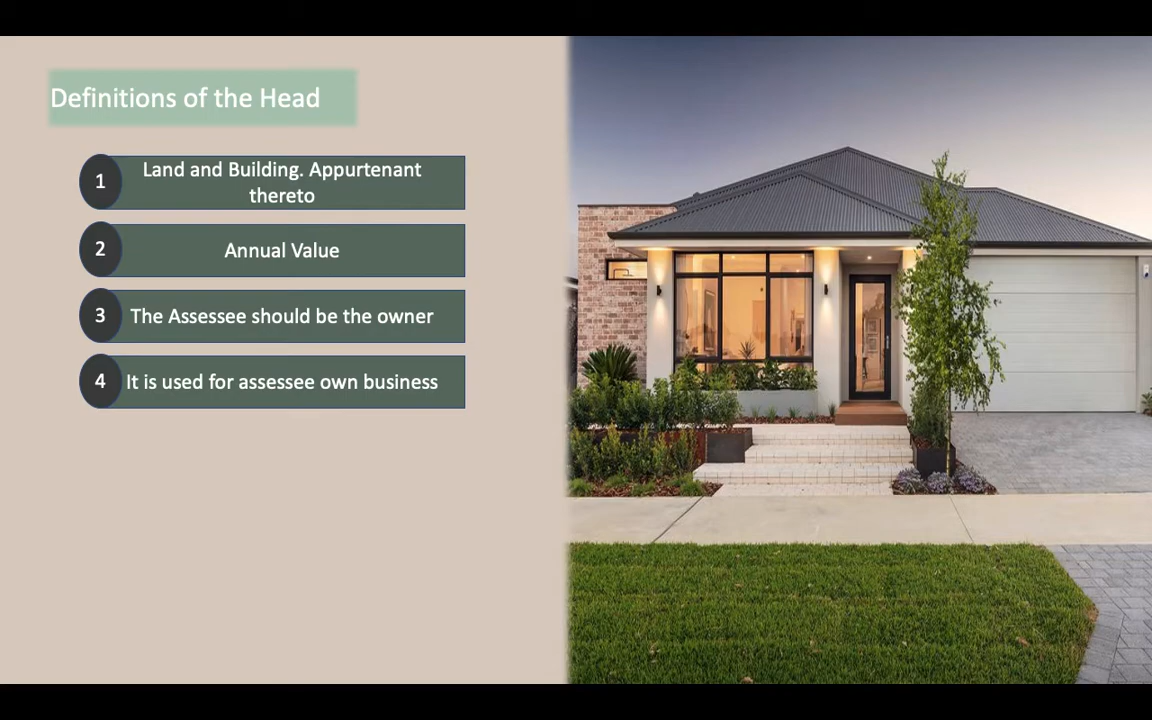 Definitions of the Head
1
Land and Building. Appurtenant
thereto
2
Annual Value
3
The Assessee should be the owner
4
It is used for assessee own business